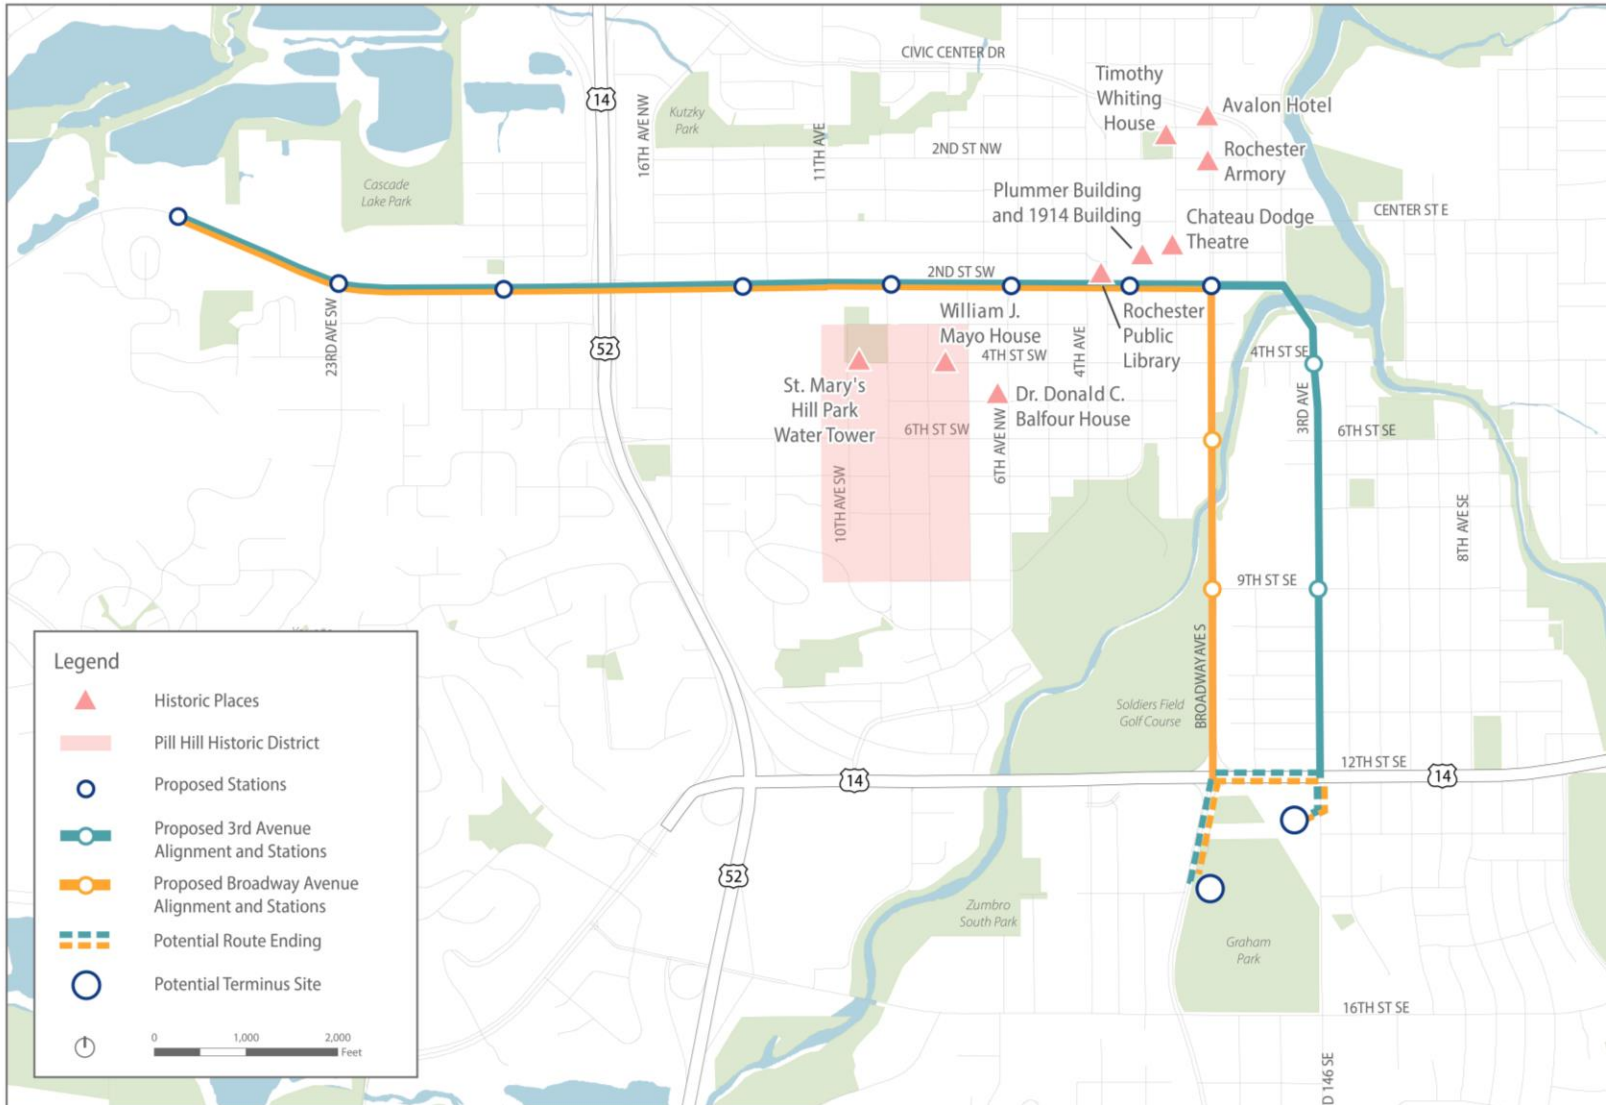 CIVIC CENTER DR
Timothy
Whiting
House
Avalon Hotel
14
16TH AVE NW
Kutzky
Park
11TH AVE
2ND ST NW
Rochester
Armory
Cascade
Lake Park
Plummer Building
and 1914 Building
Chateau Dodge
Theatre
CENTER ST E
2ND ST SW
23RD AVE SW
52
William J.
Mayo House
4TH ST SW
4TH AVE
Rochester
Public
Library
4TH ST SE
3RD AVE
St. Mary's
Hill Park
Water Tower
Dr. Donald C.
Balfour House
6TH ST SW
6TH AVE NW
6TH ST SE
10TH AVE SW
8TH AVE SE
9TH ST SE
BROADWAY AVE S
Soldiers Field
Golf Course
12TH ST SE
14
14
52
Zumbro
South Park
Graham
Park
16TH ST SE
D 146 SE
Legend
Historic Places
Pill Hill Historic District
Proposed Stations
Proposed 3rd Avenue
Alignment and Stations
Proposed Broadway Avenue
Alignment and Stations
Potential Route Ending
Potential Terminus Site
0 1,000 2,000
Feet